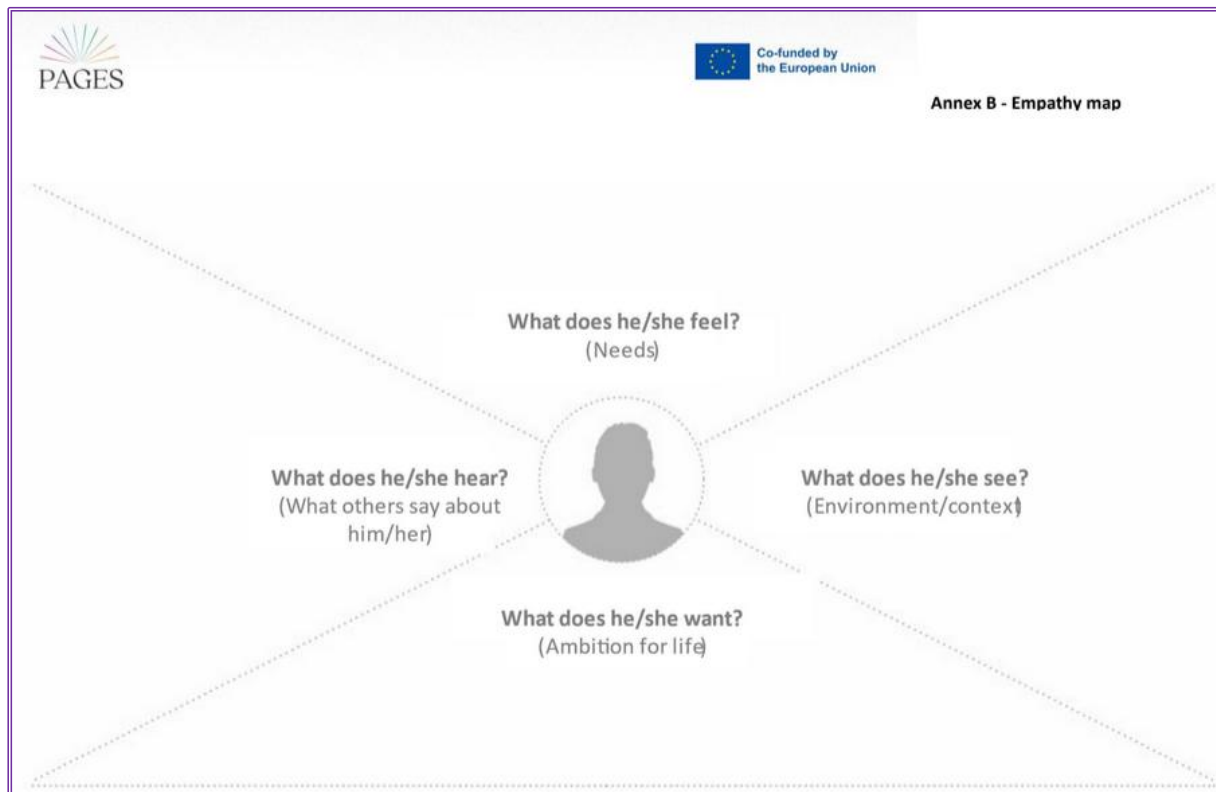 PAGES
Co-funded by
the European Union
Annex B - Empathy map
What does he/she feel?
(Needs)
What does he/she hear?
(What others say about
him/her)
What does he/she see?
(Environment/context)
What does he/she want?
(Ambition for life)